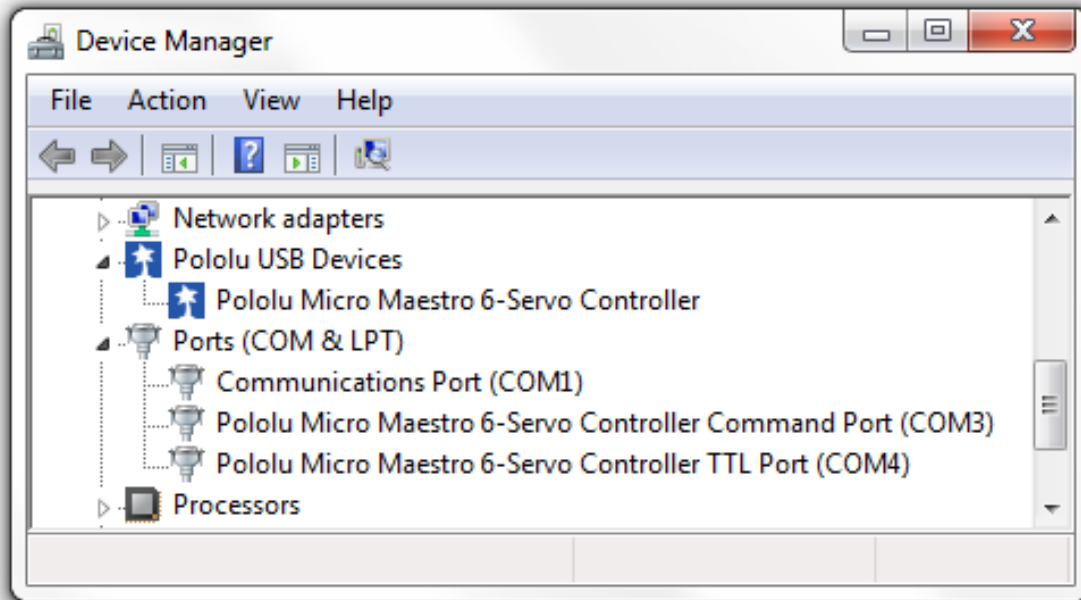 Device Manager
File Action View Help
Network adapters
Pololu USB Devices
Pololu Micro Maestro 6-Servo Controller
Ports (COM & LPT)
Communications Port (COM1)
Pololu Micro Maestro 6-Servo Controller Command Port (COM3)
Pololu Micro Maestro 6-Servo Controller TTL Port (COM4)
Processors